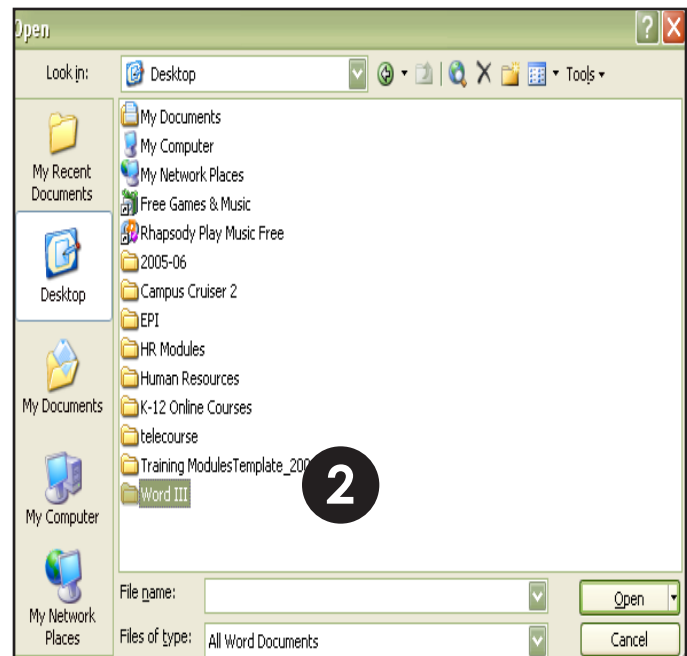 Open
Look in: Desktop Tools
My Recent Documents
Desktop
My Documents
My Computer
My Network Places
My Documents
My Computer
My Network Places
Free Games & Music
Rhapsody Play Music Free
2005-06
Campus Cruiser 2
EPI
HR Modules
Human Resources
K-12 Online Courses
telecourse
Training ModulesTemplate_200
Word III
2
File name:
Open
Files of type: All Word Documents
Cancel